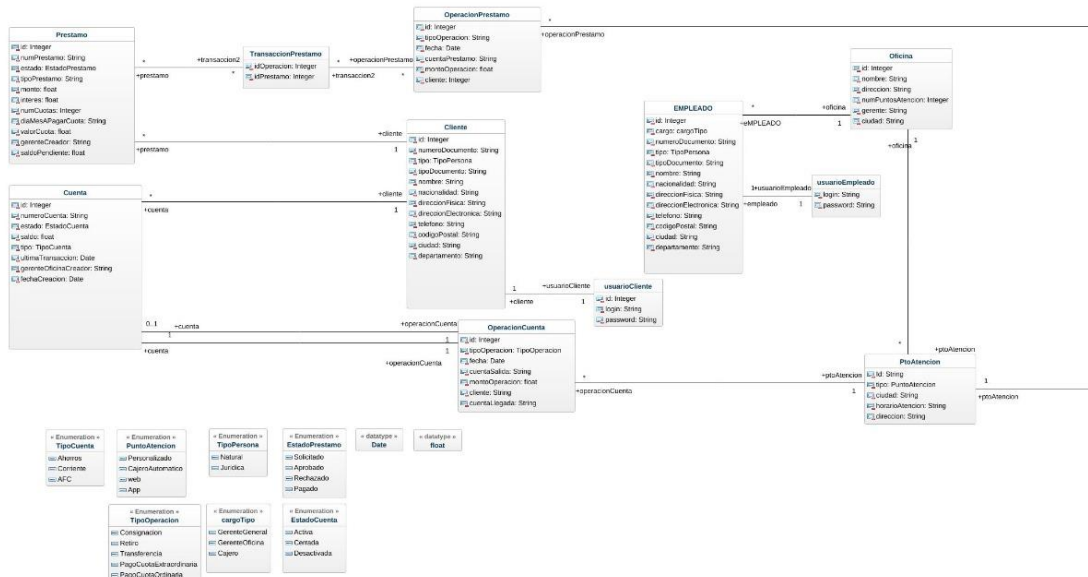 OperacionPrestamo
id: Integer
tipoOperacion: String
fecha: Date
cuentaPrestamo: String
montoOperacion: float
cliente: Integer
*
+operacionPrestamo
Prestamo
id: Integer
numPrestamo: String
estado: EstadoPrestamo
tipoPrestamo: String
monto: float
interes: float
numCuotas: Integer
diaMesAPagarCuota: String
valorCuota: float
gerenteCreador: String
saldoPendiente: float
* +transaccion2
+prestamo *
TransaccionPrestamo
idOperacion: Integer
idPrestamo: Integer
* +operacionPrestamo
+transaccion2 *
* +cliente
+prestamo 1
Oficina
id: Integer
nombre: String
direccion: String
numPuntosAtencion: Integer
gerente: String
ciudad: String
EMPLEADO
id: Integer
cargo: cargoTipo
numeroDocumento: String
tipo: TipoPersona
tipoDocumento: String
nombre: String
nacionalidad: String
direccionFisica: String
direccionElectronica: String
telefono: String
codigoPostal: String
ciudad: String
departamento: String
* +oficina
+eMPLEADO 1
1
+oficina
Cliente
id: Integer
numeroDocumento: String
tipo: TipoPersona
tipoDocumento: String
nombre: String
nacionalidad: String
direccionFisica: String
direccionElectronica: String
telefono: String
codigoPostal: String
ciudad: String
departamento: String
usuarioEmpleado
login: String
password: String
+usuarioEmpleado
+empleado 1
Cuenta
id: Integer
numeroCuenta: String
estado: EstadoCuenta
saldo: float
tipo: TipoCuenta
ultimaTransaccion: Date
gerenteOficinaCreador: String
fechaCreacion: Date
* +cliente
+cuenta 1
1 +usuarioCliente
+cliente 1
usuarioCliente
id: Integer
login: String
password: String
0..1 +cuenta +operacionCuenta
1 1
+cuenta 1
+operacionCuenta
OperacionCuenta
id: Integer
tipoOperacion: TipoOperacion
fecha: Date
cuentaSalida: String
montoOperacion: float
cliente: String
cuentaLlegada: String
* +ptoAtencion
+operacionCuenta 1
* +ptoAtencion
PtoAtencion
Id: String
tipo: PuntoAtencion
ciudad: String
horarioAtencion: String
direccion: String
1
+ptoAtencion
« Enumeration »
TipoCuenta
Ahorros
Corriente
AFC
« Enumeration »
PuntoAtencion
Personalizado
CajeroAutomatico
web
App
« Enumeration »
TipoPersona
Natural
Juridica
« Enumeration »
EstadoPrestamo
Solicitado
Aprobado
Rechazado
Pagado
« datatype »
Date
« datatype »
float
« Enumeration »
TipoOperacion
Consignacion
Retiro
Transferencia
PagoCuotaExtraordinaria
PagoCuotaOrdinaria
« Enumeration »
cargoTipo
GerenteGeneral
GerenteOficina
Cajero
« Enumeration »
EstadoCuenta
Activa
Cerrada
Desactivada